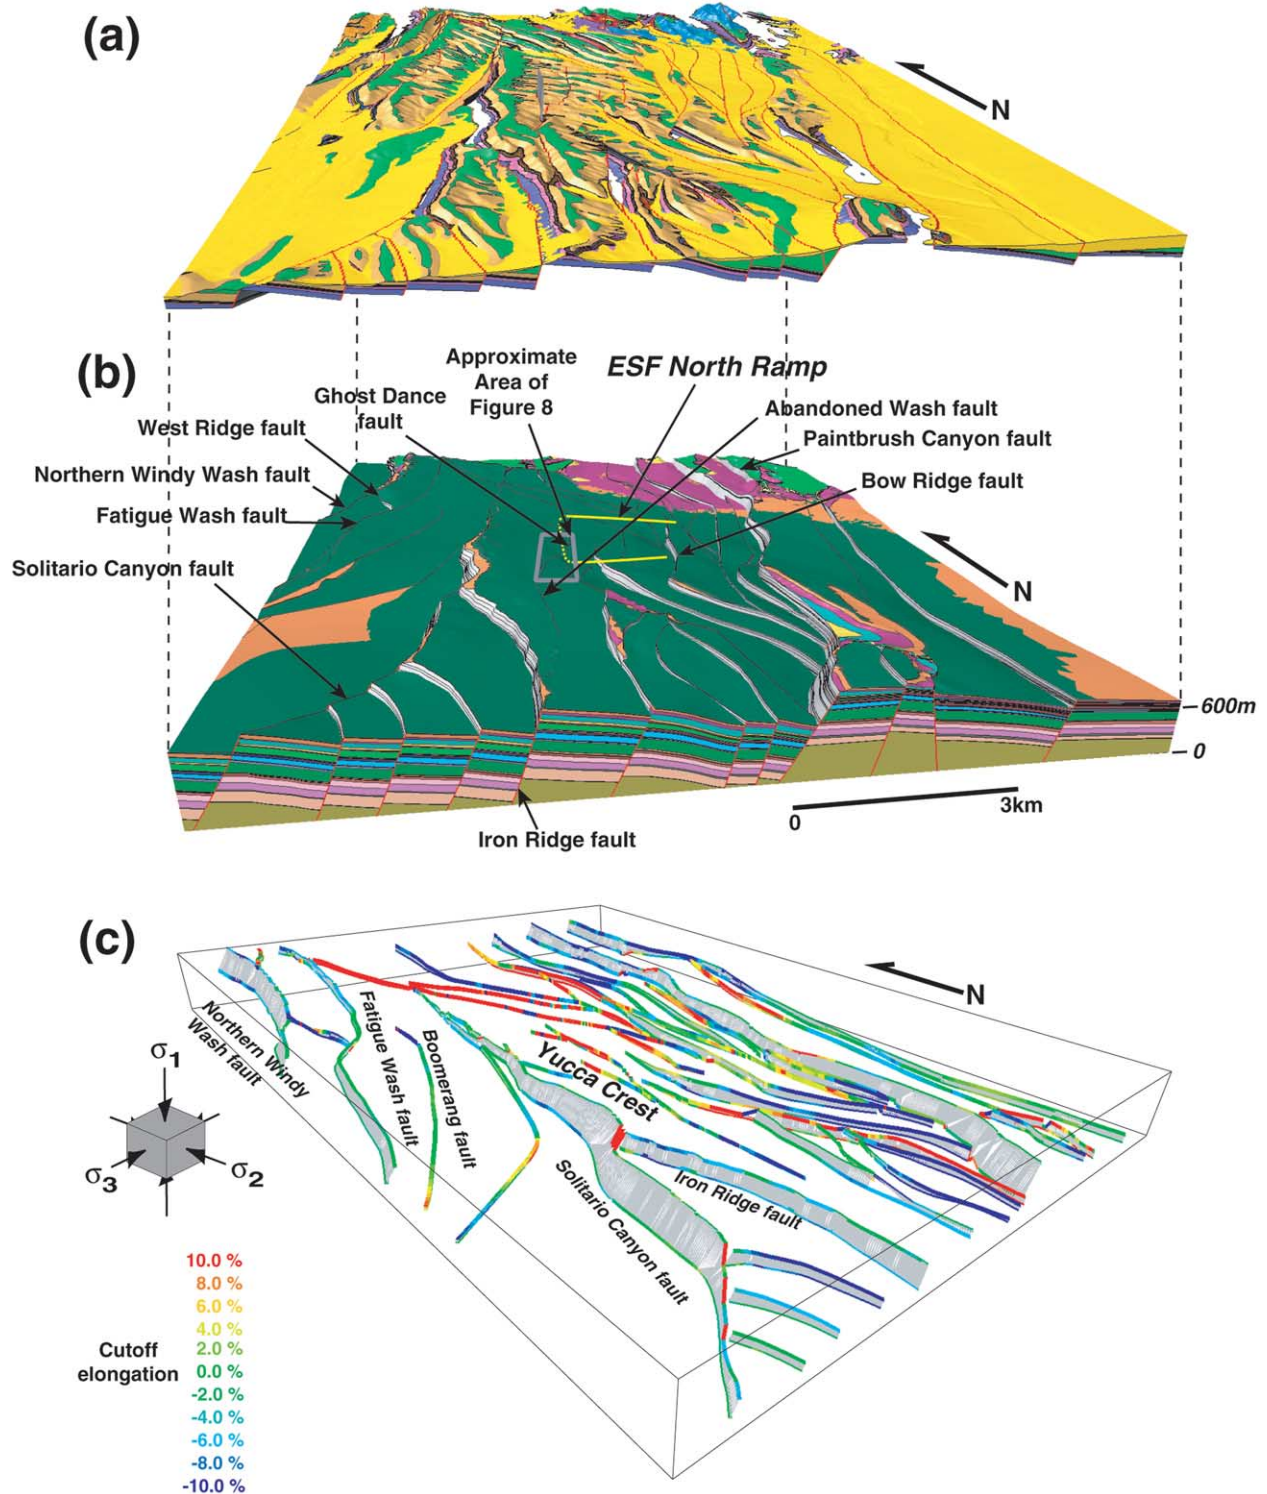 (a)
N
(b)
Approximate
Area of
Figure 8
ESF North Ramp
Ghost Dance
fault
Abandoned Wash fault
West Ridge fault
Paintbrush Canyon fault
Northern Windy Wash fault
Bow Ridge fault
Fatigue Wash fault
Solitario Canyon fault
N
600m
0
3km
0
Iron Ridge fault
(c)
N
Northern Windy
Wash fault
Fatigue Wash fault
Boomerang fault
Yucca Crest
Solitario Canyon fault
Iron Ridge fault
σ1
σ3
σ2
10.0 %
8.0 %
6.0 %
4.0 %
2.0 %
Cutoff
elongation
0.0 %
-2.0 %
-4.0 %
-6.0 %
-8.0 %
-10.0 %